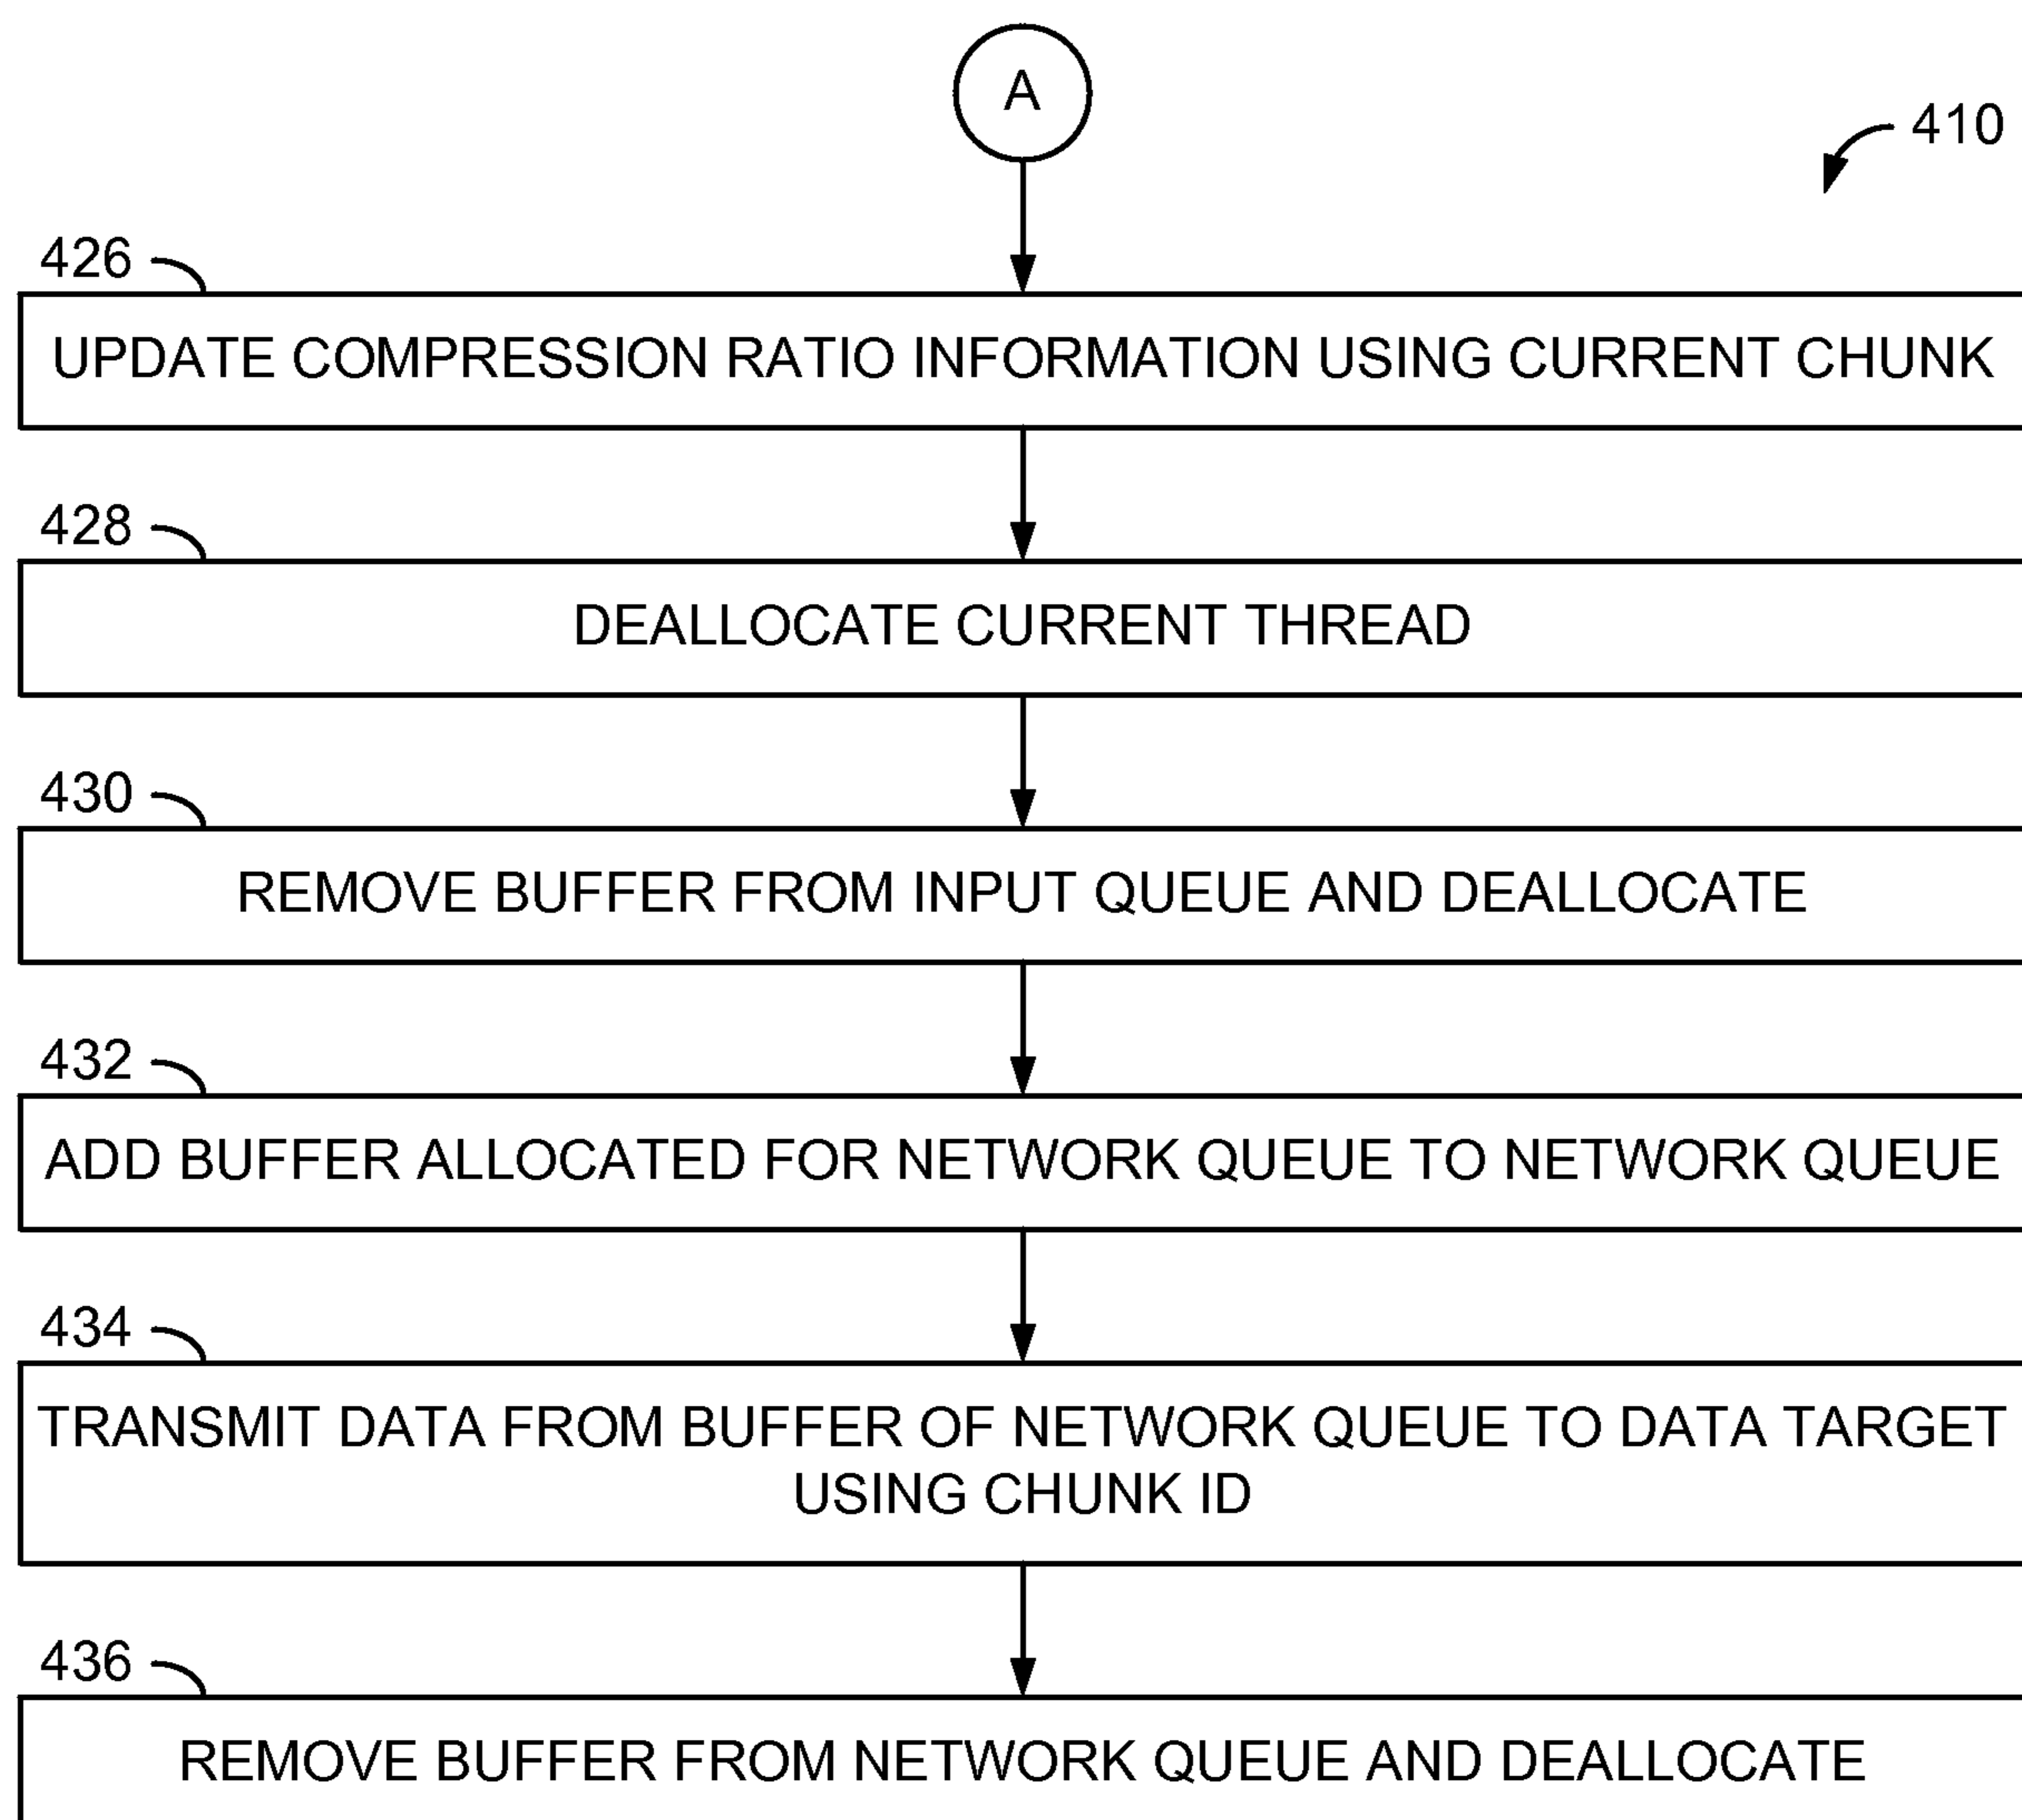 A
410
426
UPDATE COMPRESSION RATIO INFORMATION USING CURRENT CHUNK
428
DEALLOCATE CURRENT THREAD
430
REMOVE BUFFER FROM INPUT QUEUE AND DEALLOCATE
432
ADD BUFFER ALLOCATED FOR NETWORK QUEUE TO NETWORK QUEUE
434
TRANSMIT DATA FROM BUFFER OF NETWORK QUEUE TO DATA TARGET
USING CHUNK ID
436
REMOVE BUFFER FROM NETWORK QUEUE AND DEALLOCATE